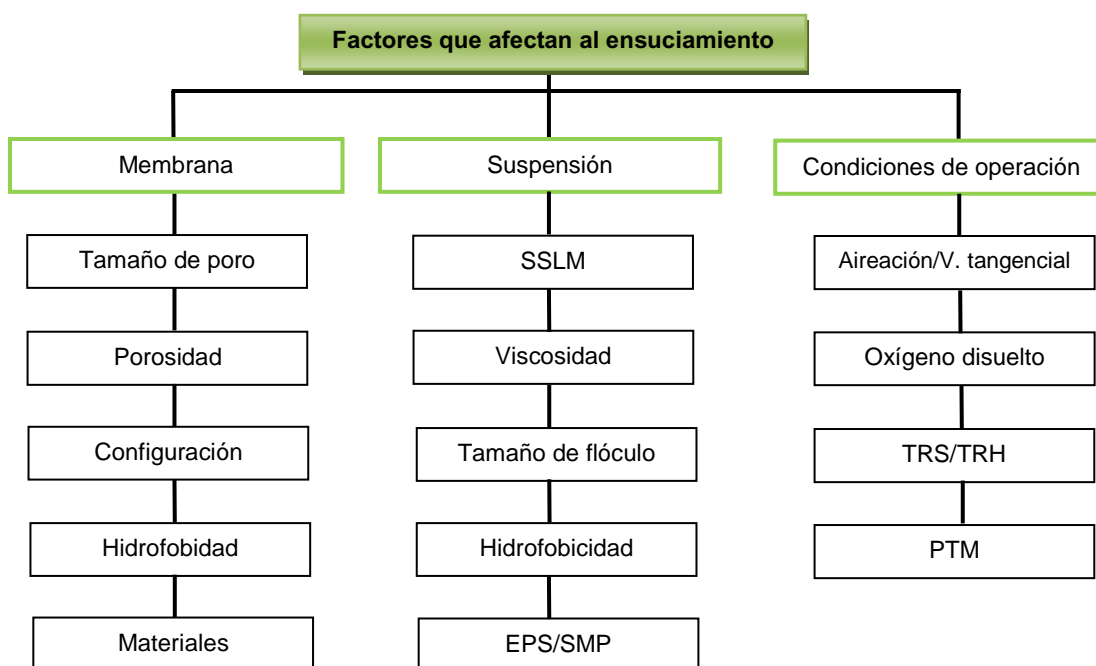 Factores que afectan al ensuciamiento
Membrana
Tamaño de poro
Porosidad
Configuración
Hidrofobidad
Materiales
Suspensión
SSLM
Viscosidad
Tamaño de flóculo
Hidrofobicidad
EPS/SMP
Condiciones de operación
Aireación/V. tangencial
Oxígeno disuelto
TRS/TRH
PTM